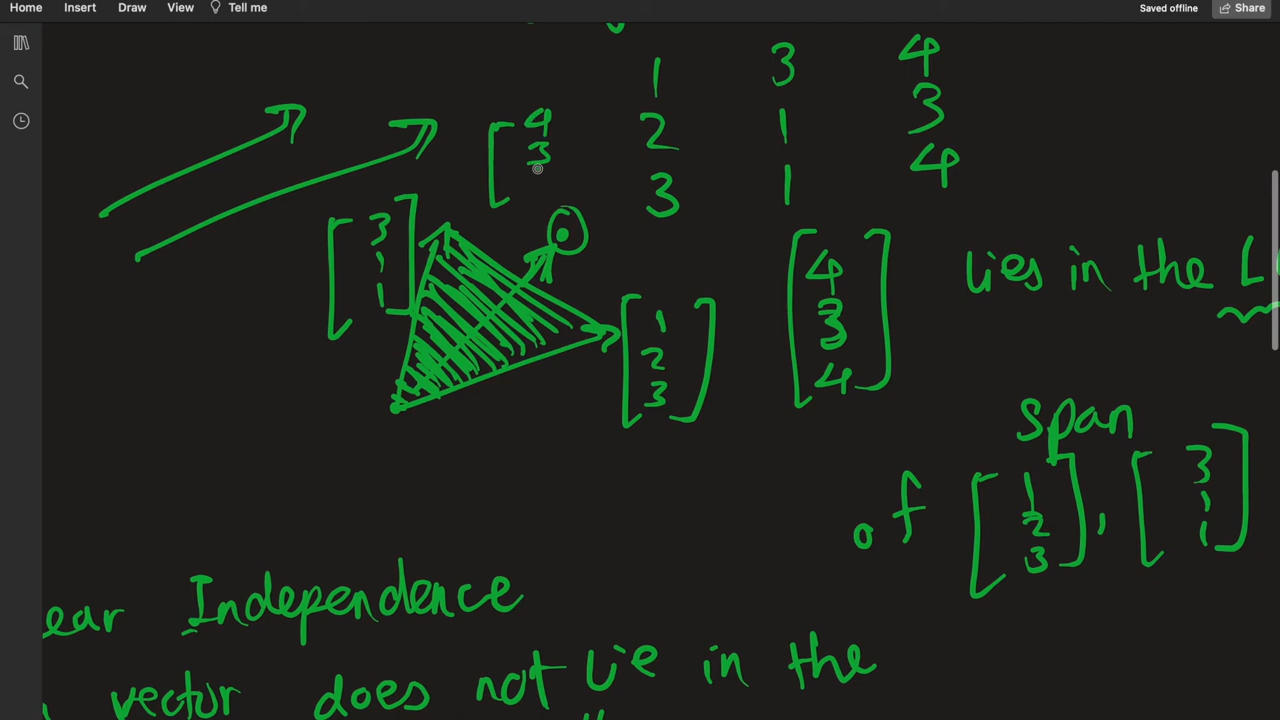 Home Insert Draw View Tell me Saved offline Share
1 3 4
2 1 3
3 1 4
[4
3
[3
1
1]
[1
2
3]
[4
3
4]
lies in the L
span
of [1
2
3], [3
1
1]
ear Independence
vector does not lie in the